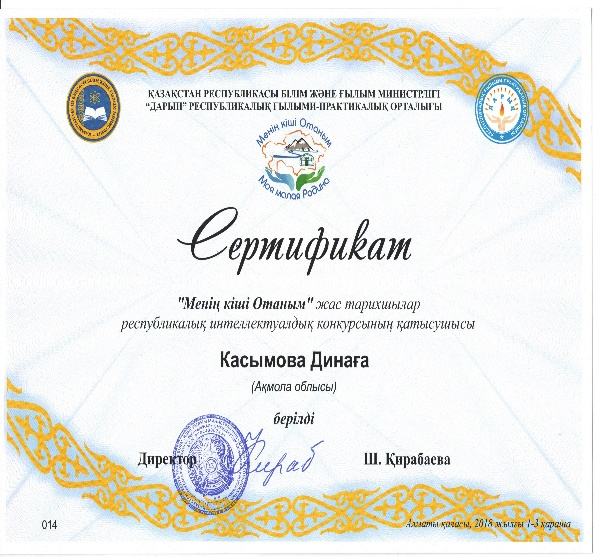 ҚАЗАҚСТАН РЕСПУБЛИКАСЫ БІЛІМ ЖӘНЕ ҒЫЛЫМ МИНИСТРЛІГІ
“ДАРЫН” РЕСПУБЛИКАЛЫҚ ҒЫЛЫМИ-ПРАКТИКАЛЫҚ ОРТАЛЫҒЫ
ДАРЫН
Менің кіші Отаным
Моя малая Родина
Сертификат
"Менің кіші Отаным" жас тарихшылар
республикалық интеллектуалдық конкурсының қатысушысы
Касымова Динаға
(Ақмола облысы)
берілді
Директор
Ш. Қирабаева
014
Алматы қаласы, 2018 жылғы 1-3 қараша